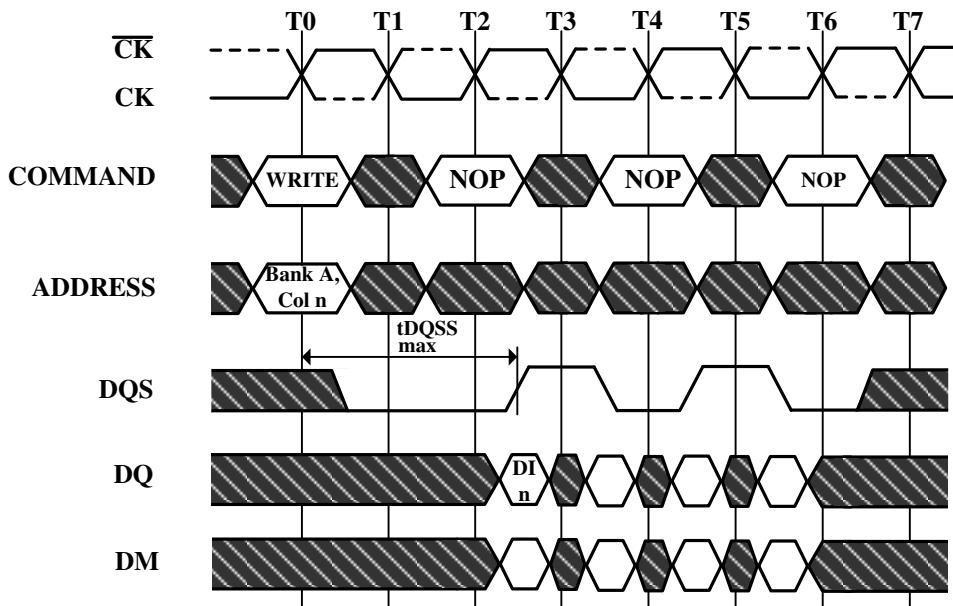 T0 T1 T2 T3 T4 T5 T6 T7
CK
CK
COMMAND WRITE NOP NOP NOP
ADDRESS Bank A,
Col n
tDQSS
max
DQS
DQ DI
n
DM